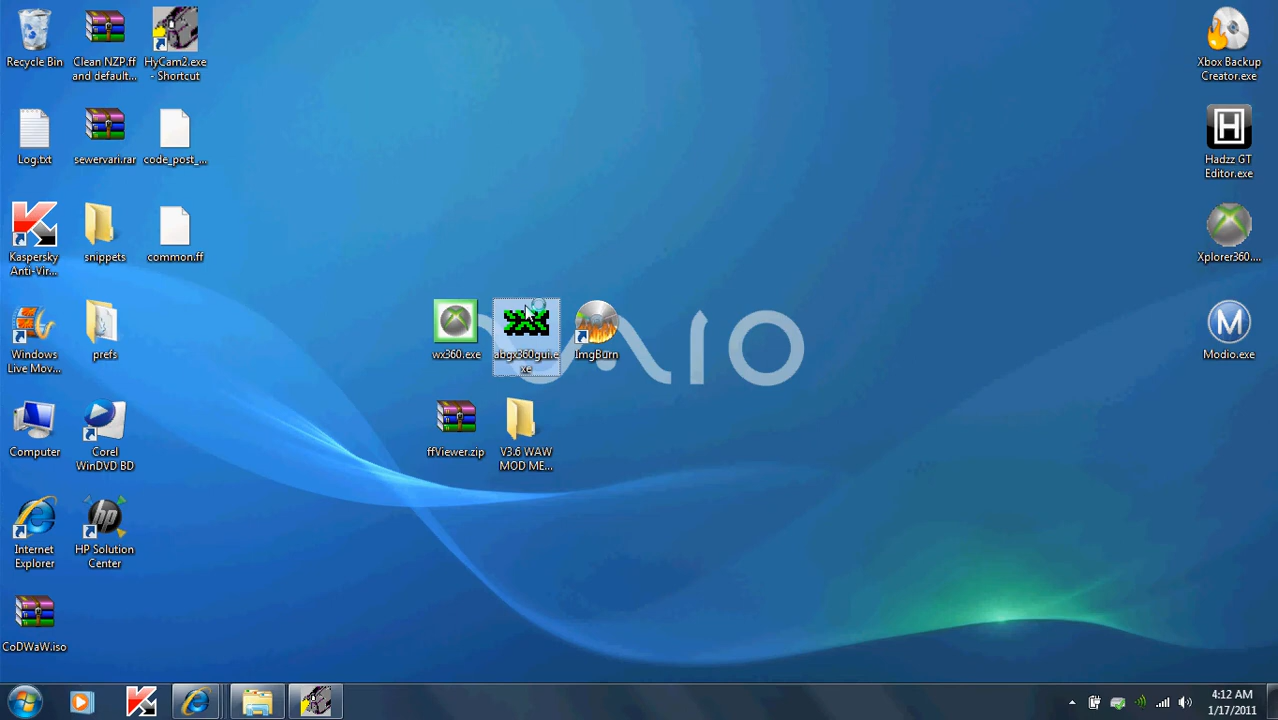 Recycle Bin
Clean NZP.ff
and default...
HyCam2.exe
- Shortcut
Log.txt
sewervari.rar
code_post_...
Kaspersky
Anti-Vir...
snippets
common.ff
Windows
Live Mov...
prefs
Computer
Corel
WinDVD BD
Internet
Explorer
HP Solution
Center
CoDWaW.iso
wx360.exe
abgx360gui.e
xe
ImgBurn
ffViewer.zip
V3.6 WAW
MOD ME...
VAIO
Xbox Backup
Creator.exe
H
Hadzz GT
Editor.exe
Xplorer360....
M
Modio.exe
hp
4:12 AM
1/17/2011